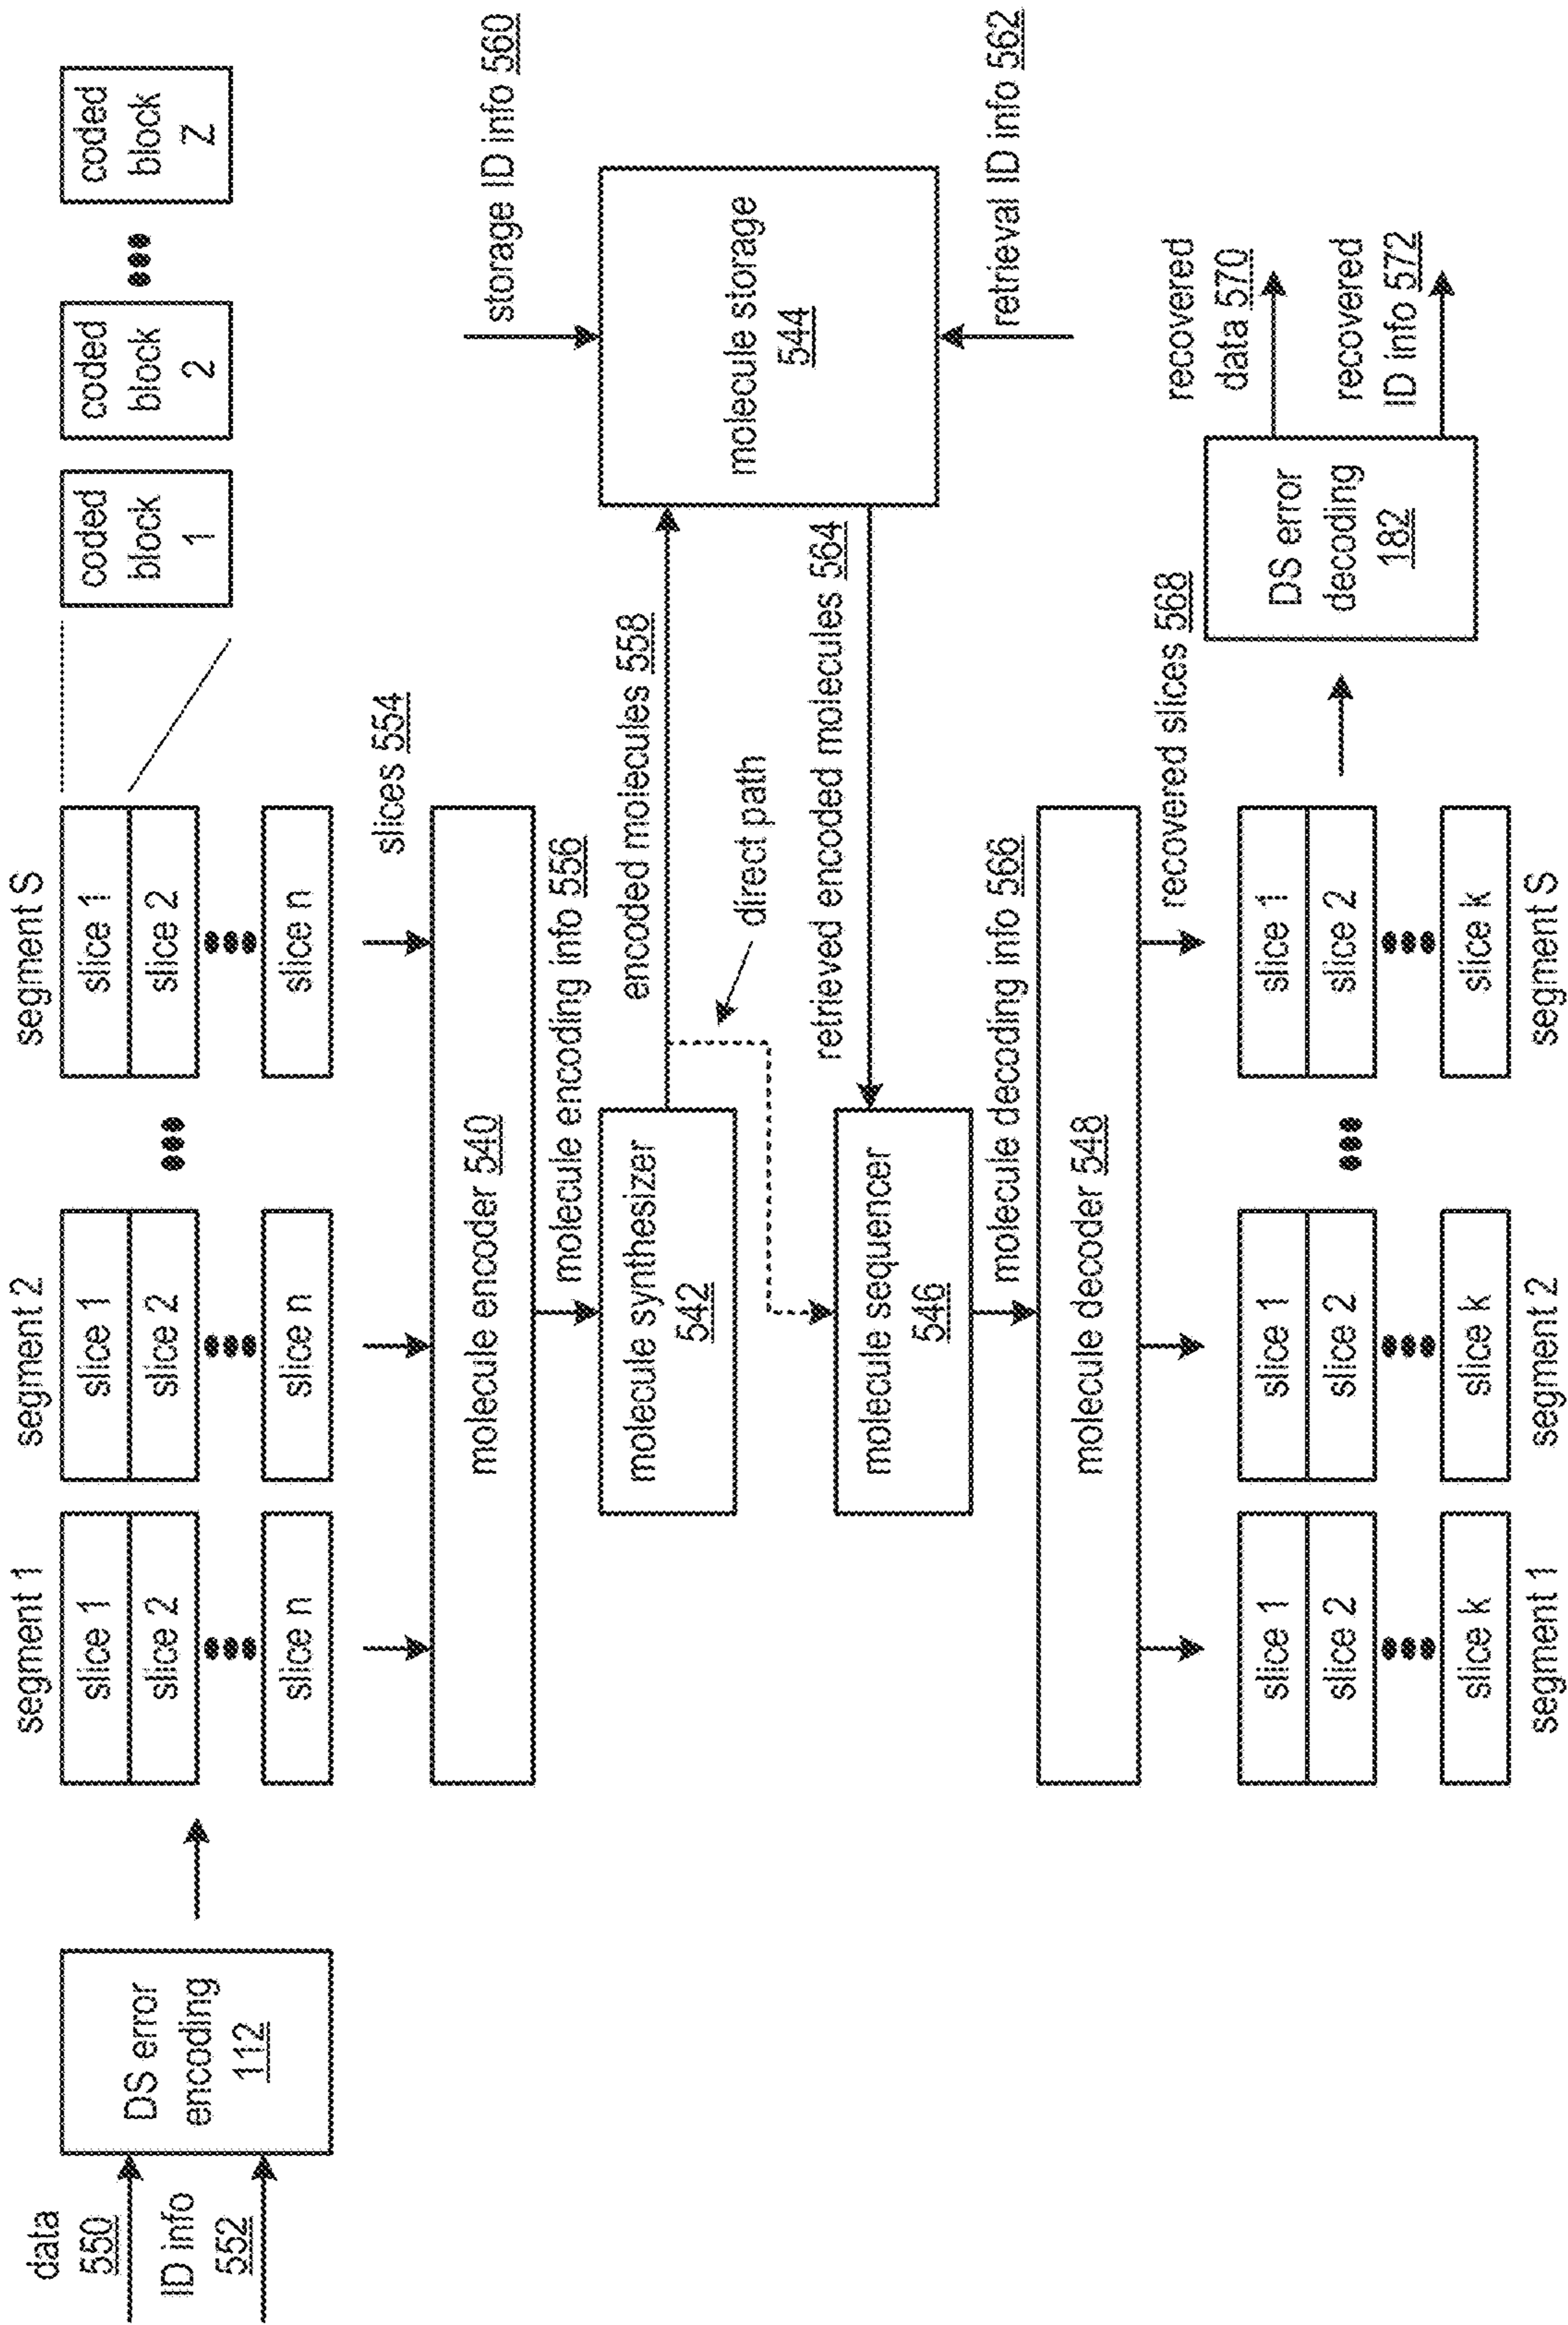 data
550
ID info
552
DS error
encoding
112
segment 1
slice 1
slice 2
slice n
segment 2
slice 1
slice 2
slice n
segment S
slice 1
slice 2
slice n
coded
block
1
coded
block
2
coded
block
Z
slices 554
molecule encoder 540
molecule encoding info 556
molecule synthesizer
542
encoded molecules 558
direct path
storage ID info 560
molecule storage
544
retrieval ID info 562
retrieved encoded molecules 564
molecule sequencer
546
molecule decoding info 566
molecule decoder 548
recovered slices 568
slice 1
slice 2
slice k
segment 1
slice 1
slice 2
slice k
segment 2
slice 1
slice 2
slice k
segment S
DS error
decoding
182
recovered
data 570
recovered
ID info 572